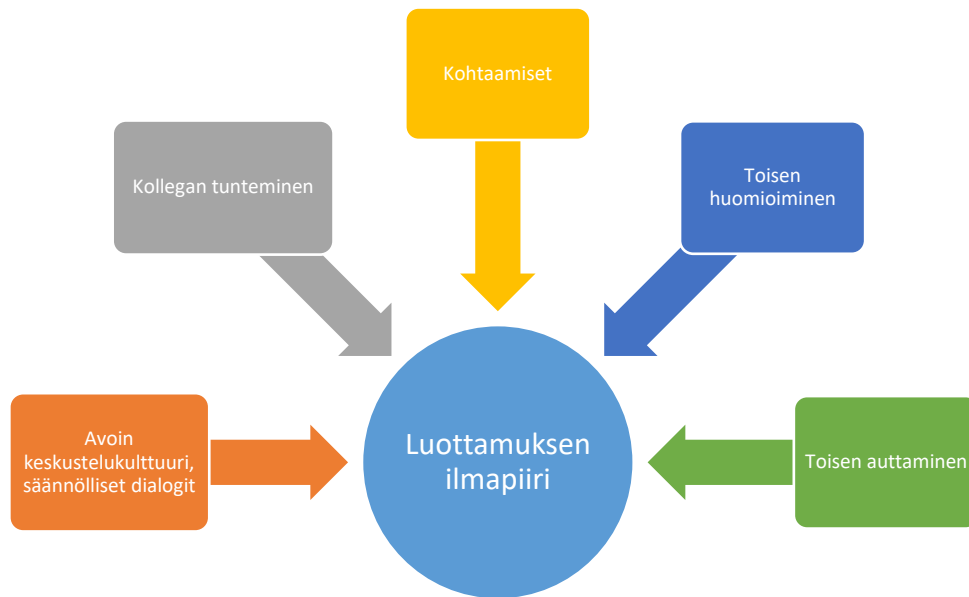 Kohtaamiset
Kollegan tunteminen
Toisen
huomioiminen
Avoin
keskustelukulttuuri,
säännölliset dialogit
Luottamuksen
ilmapiiri
Toisen auttaminen